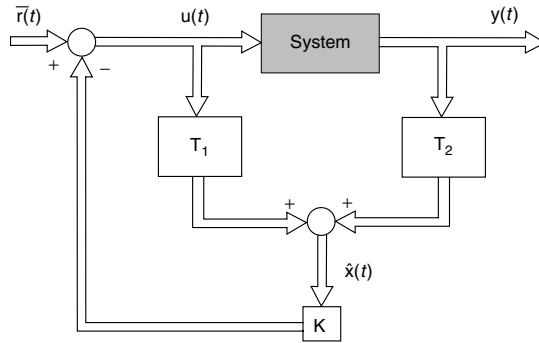 r(t)
u(t)
System
y(t)
+
−
T₁
T₂
+
+
x̂(t)
K